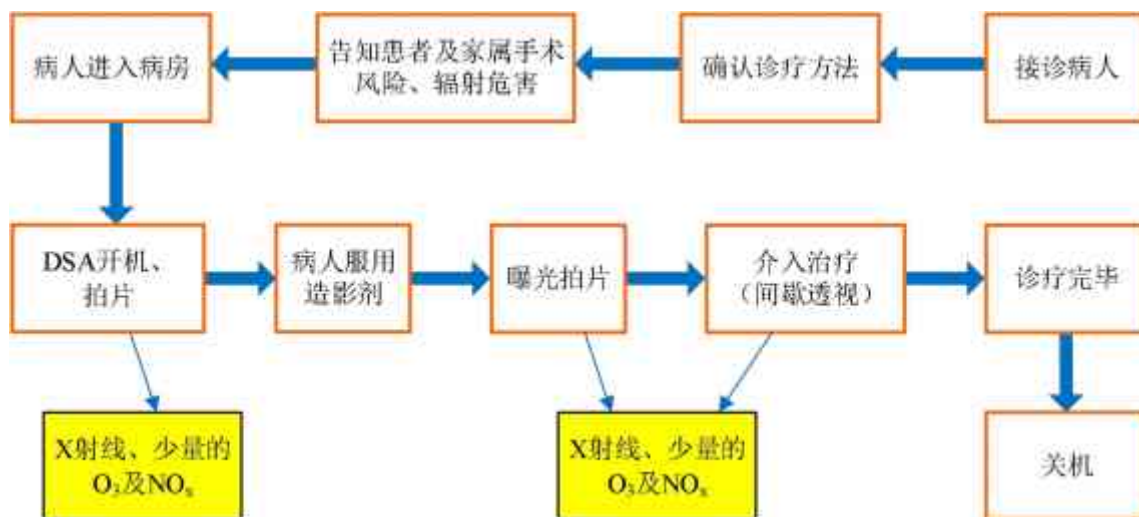 病人进入病房
告知患者及家属手术
风险、辐射危害
确认诊疗方法
接诊病人
DSA开机、
拍片
病人服用
造影剂
曝光拍片
介入治疗
（间歇透视）
诊疗完毕
X射线、少量的
O₃及NOₓ
X射线、少量的
O₃及NOₓ
关机